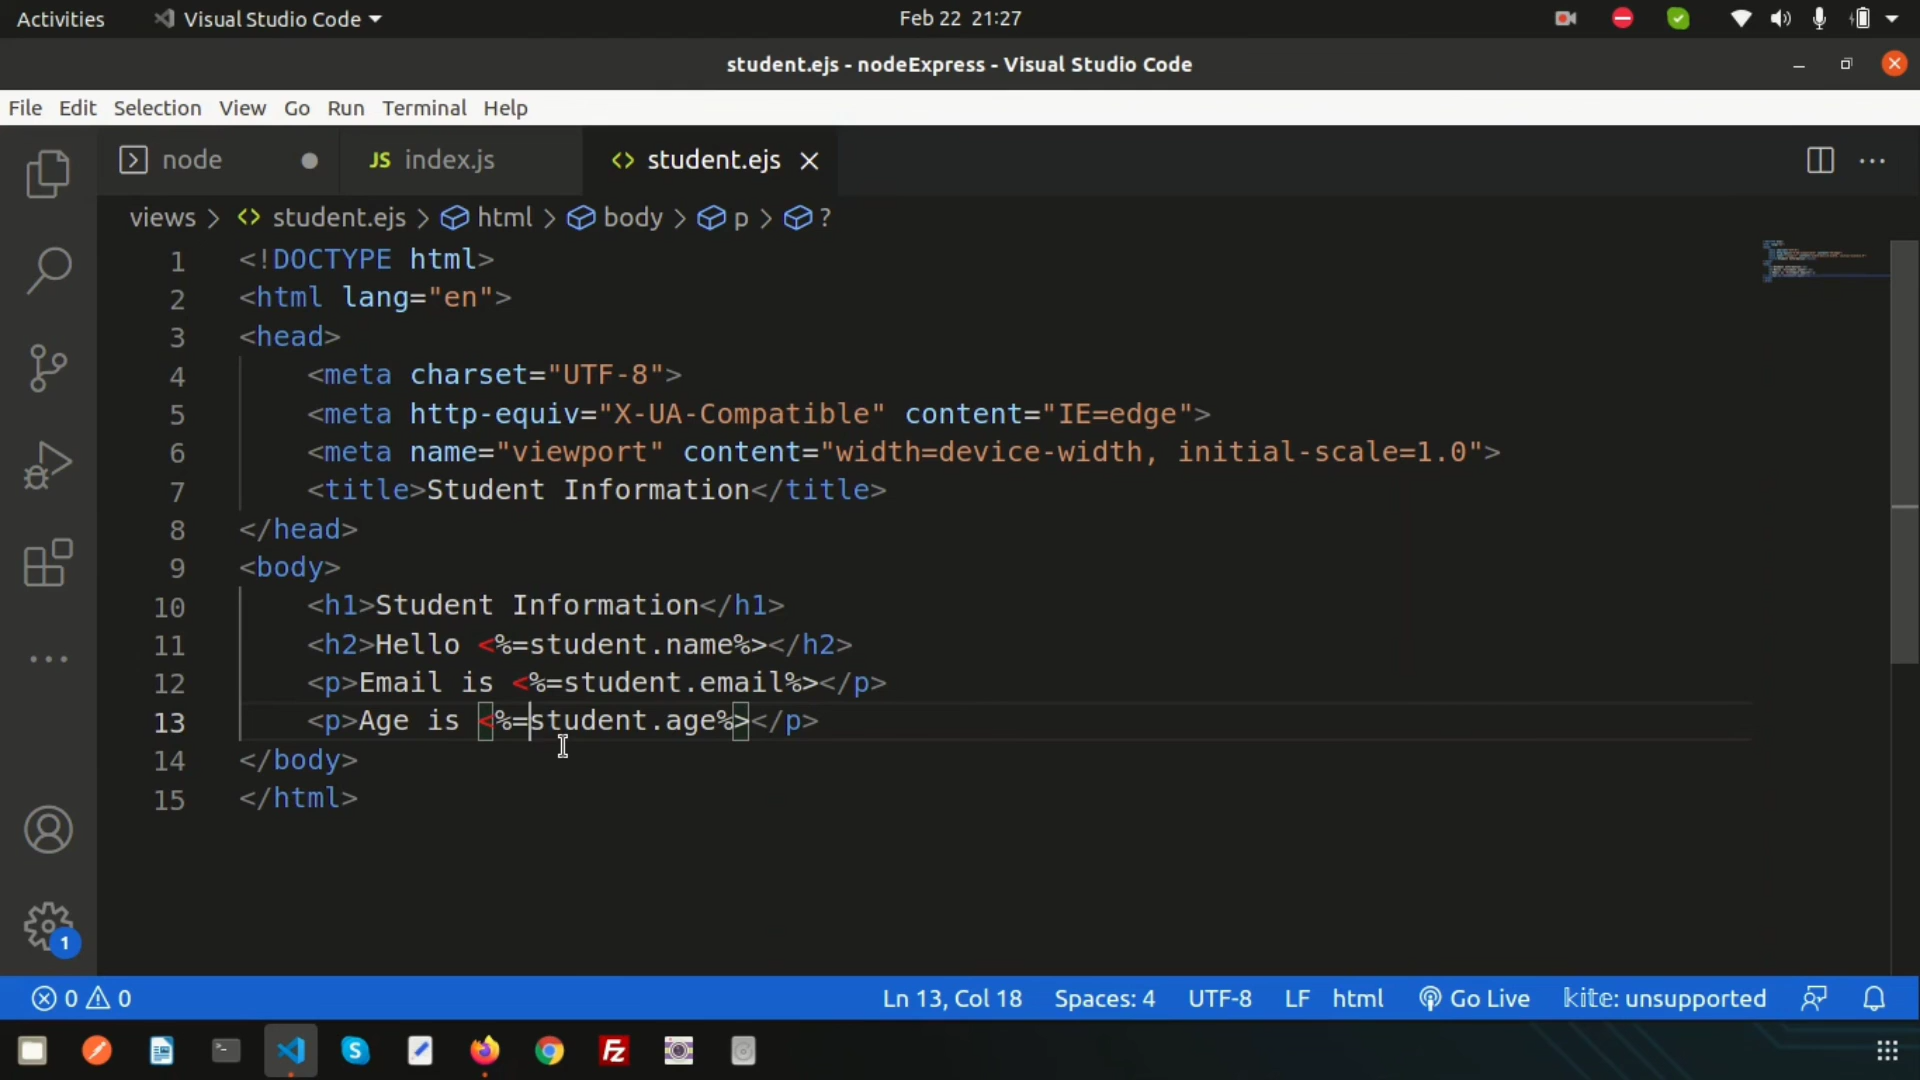 Activities Visual Studio Code Feb 22 21:27
student.ejs - nodeExpress - Visual Studio Code
File Edit Selection View Go Run Terminal Help
node JS index.js <> student.ejs
views > <> student.ejs > html > body > p > ?
1 <!DOCTYPE html>
2 <html lang="en">
3 <head>
4 <meta charset="UTF-8">
5 <meta http-equiv="X-UA-Compatible" content="IE=edge">
6 <meta name="viewport" content="width=device-width, initial-scale=1.0">
7 <title>Student Information</title>
8 </head>
9 <body>
10 <h1>Student Information</h1>
11 <h2>Hello <%=student.name%></h2>
12 <p>Email is <%=student.email%></p>
13 <p>Age is <%=student.age%></p>
14 </body>
15 </html>
1
0 0 Ln 13, Col 18 Spaces: 4 UTF-8 LF html Go Live kite: unsupported